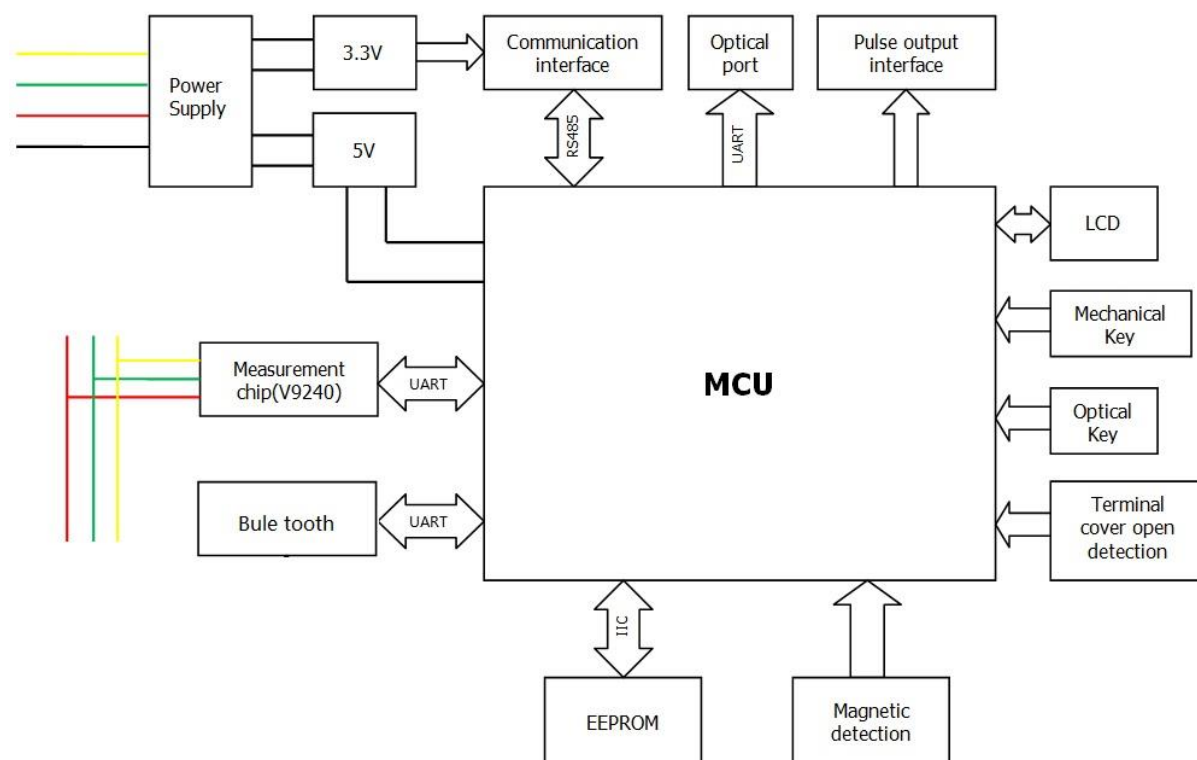 Power
Supply
3.3V
5V
Communication
interface
Optical
port
Pulse output
interface
RS485
UART
LCD
Mechanical
Key
Optical
Key
Terminal
cover open
detection
MCU
Measurement
chip(V9240)
UART
Bule tooth
UART
IIC
EEPROM
Magnetic
detection